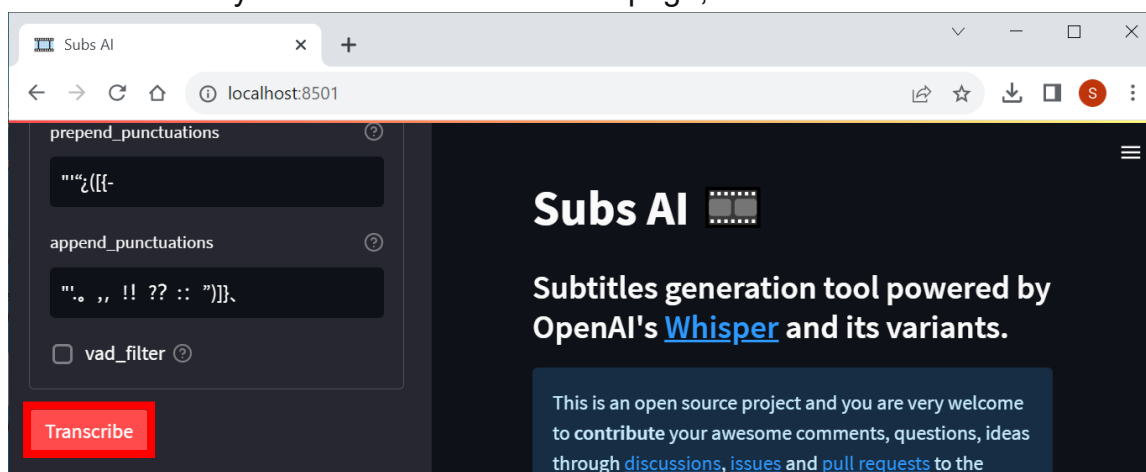 page,
Subs AI
localhost:8501
S
prepend_punctuations
"'“¿([{-
append_punctuations
"'.。,，!！?？:：”)]}、
vad_filter
Transcribe
Subs AI
Subtitles generation tool powered by
OpenAI's Whisper and its variants.
This is an open source project and you are very welcome
to contribute your awesome comments, questions, ideas
through discussions, issues and pull requests to the